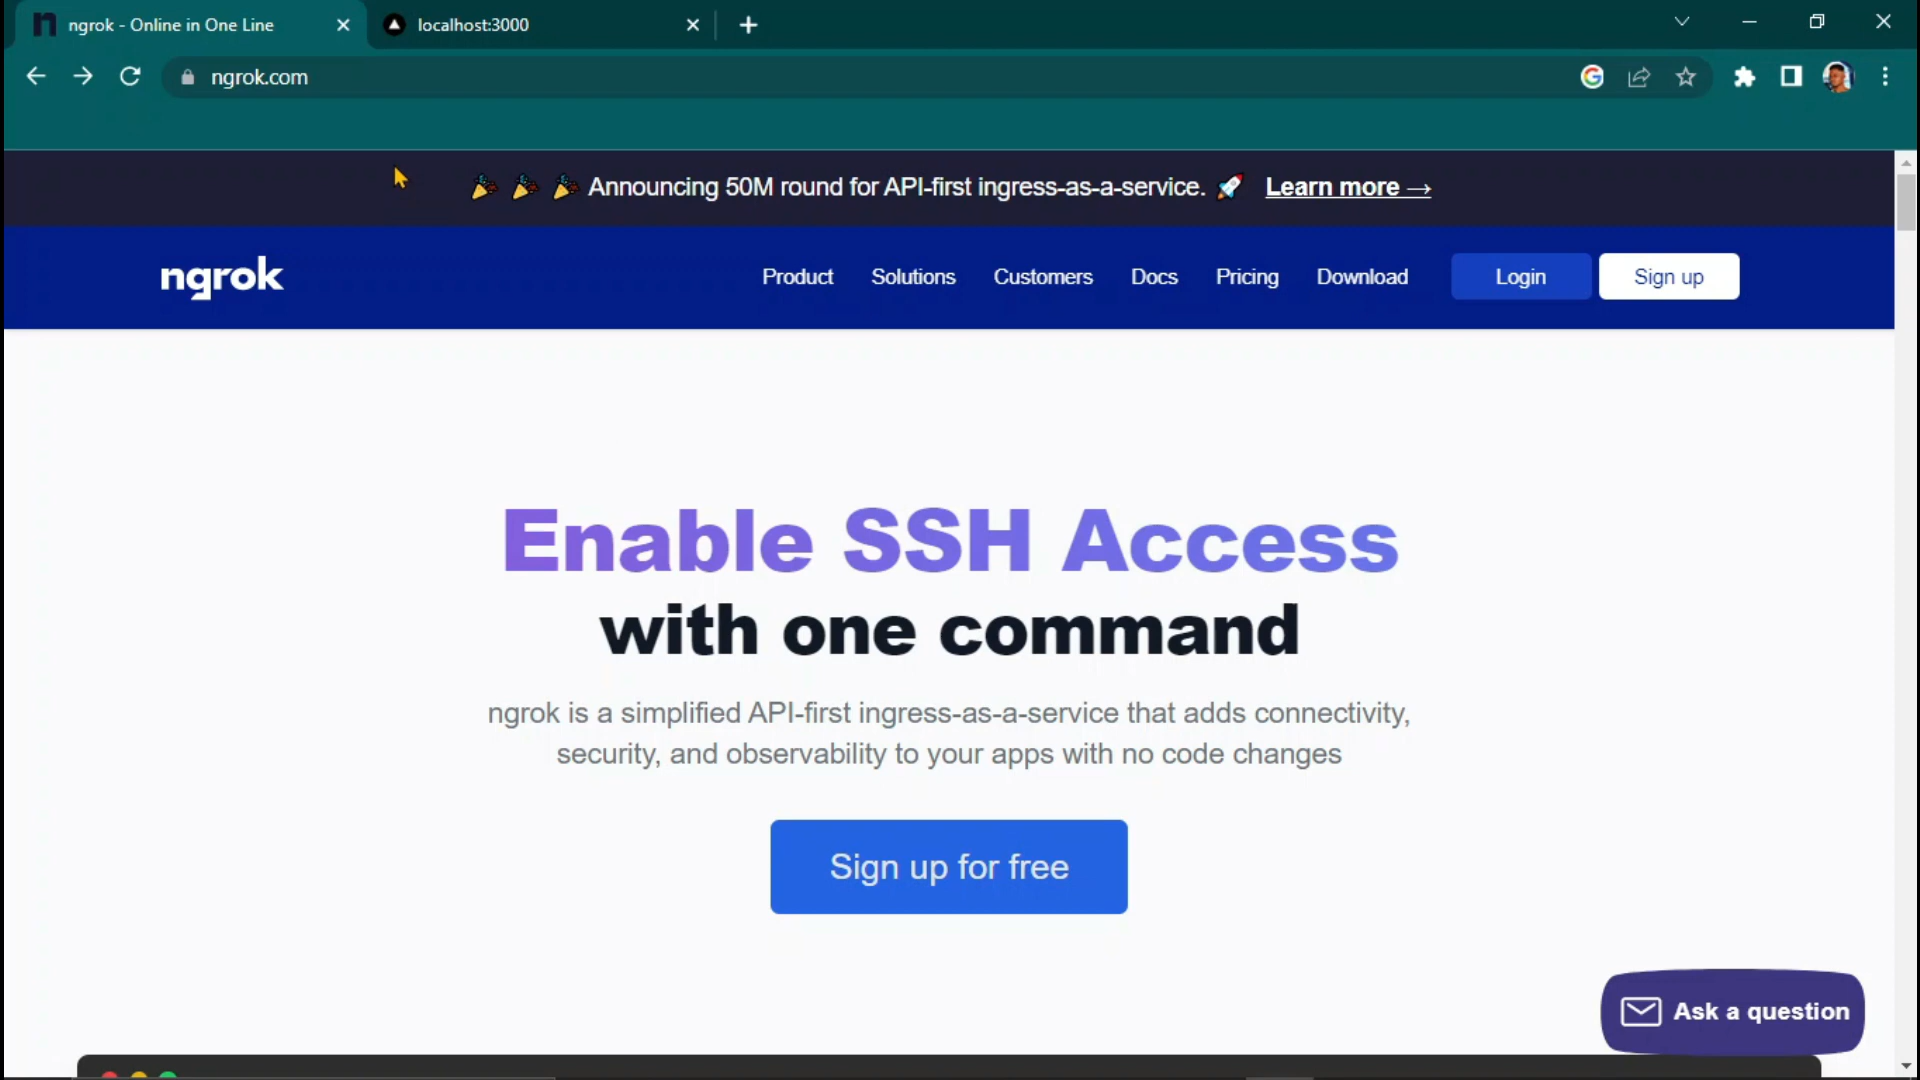 ngrok - Online in One Line
localhost:3000
ngrok.com
Announcing 50M round for API-first ingress-as-a-service. 🚀 Learn more →
ngrok
Product Solutions Customers Docs Pricing Download Login Sign up
Enable SSH Access
with one command
ngrok is a simplified API-first ingress-as-a-service that adds connectivity,
security, and observability to your apps with no code changes
Sign up for free
Ask a question